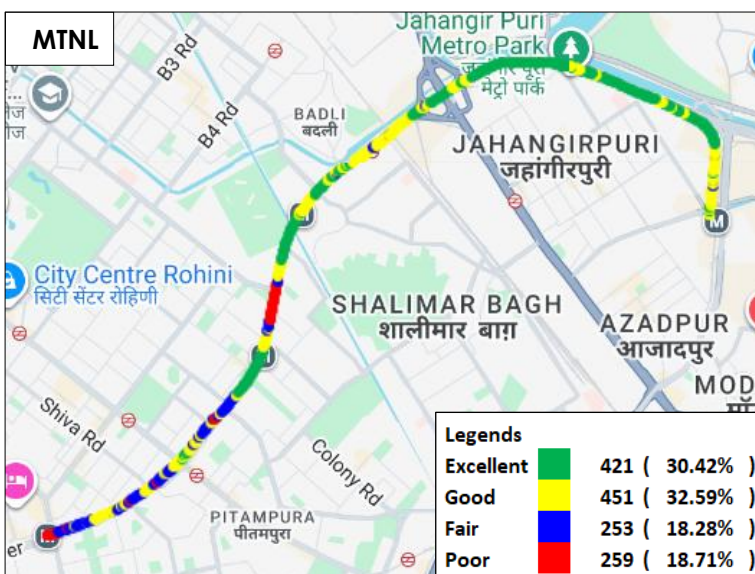 MTNL
Jahangir Puri
Metro Park
मेट्रो पार्क
B3 Rd
B4 Rd
BADLI
बदली
JAHANGIRPURI
जहांगीरपुरी
M
City Centre Rohini
सिटी सेंटर रोहिणी
SHALIMAR BAGH
शालीमार बाग़
AZADPUR
आजादपुर
MOD
Shiva Rd
Colony Rd
PITAMPURA
पीतमपुरा
Legends
Excellent 421 ( 30.42% )
Good 451 ( 32.59% )
Fair 253 ( 18.28% )
Poor 259 ( 18.71% )